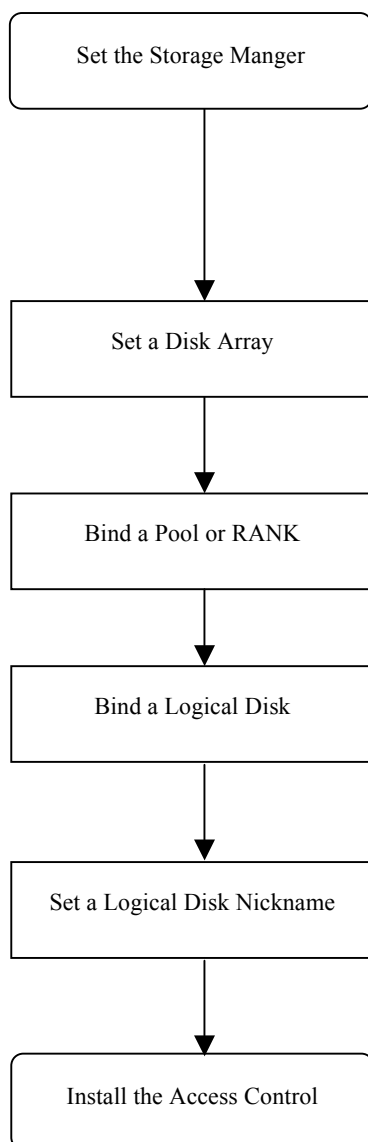 Set the Storage Manger
Set a Disk Array
Bind a Pool or RANK
Bind a Logical Disk
Set a Logical Disk Nickname
Install the Access Control